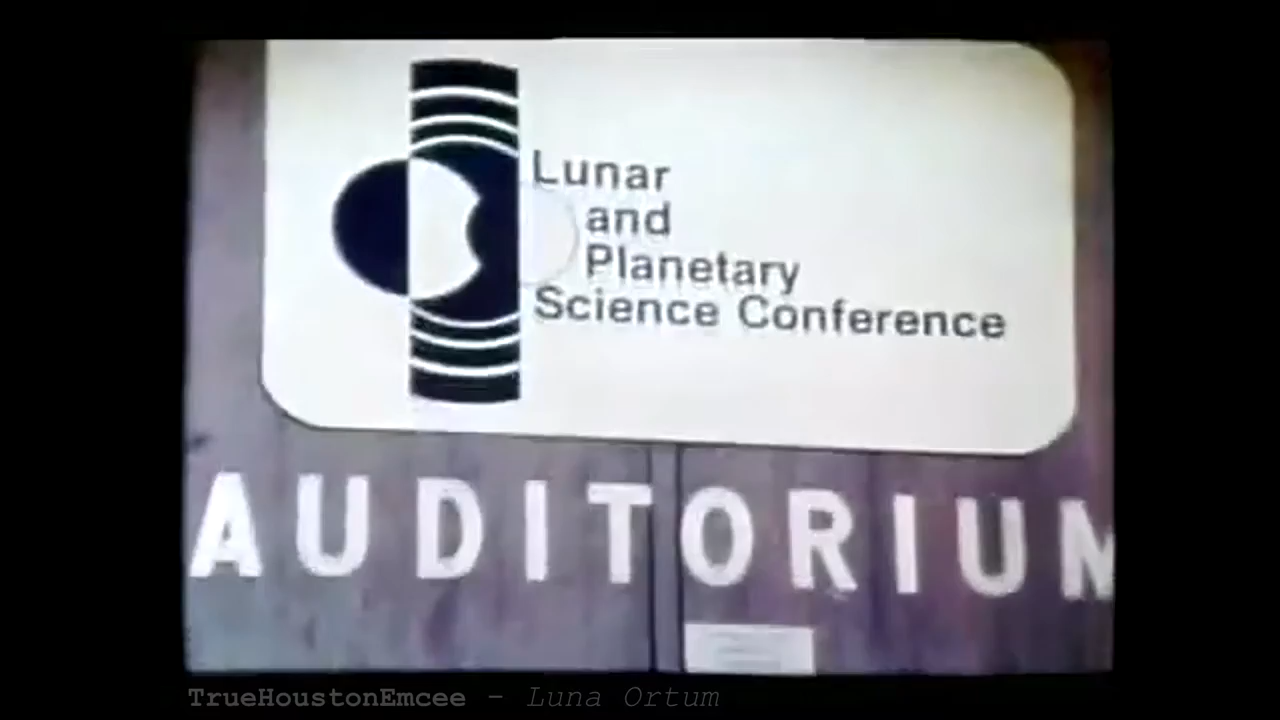 Lunar
and
Planetary
Science Conference
AUDITORIUM
TrueHoustonEmcee - Luna Ortum